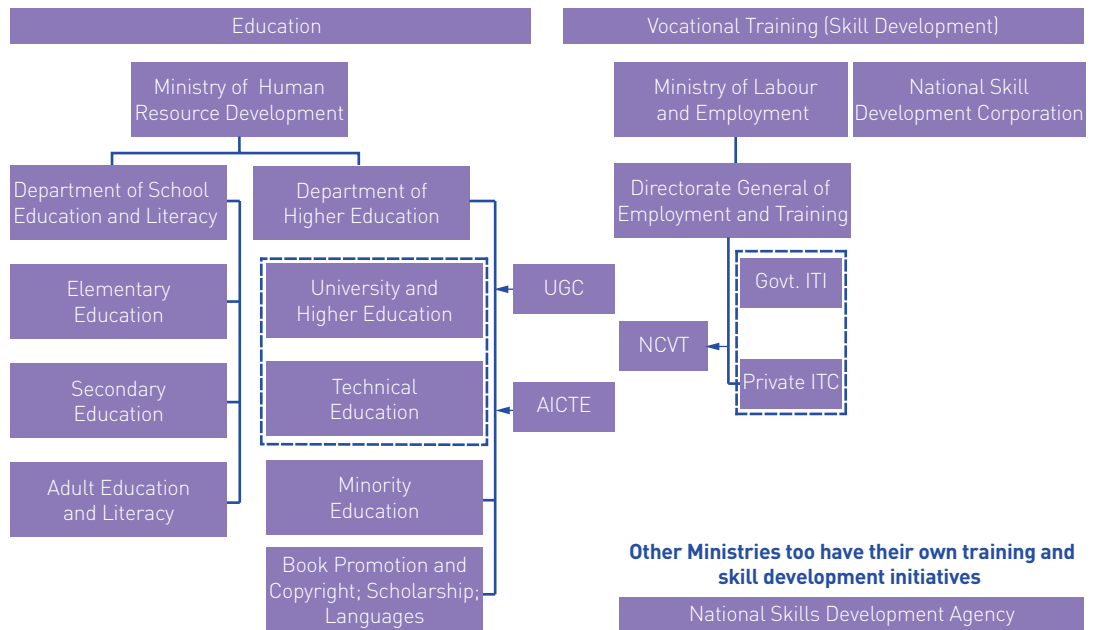 Education
Vocational Training (Skill Development)
Ministry of Human
Resource Development
Ministry of Labour
and Employment
National Skill
Development Corporation
Department of School
Education and Literacy
Department of
Higher Education
Directorate General of
Employment and Training
Elementary
Education
University and
Higher Education
UGC
Govt. ITI
NCVT
Secondary
Education
Technical
Education
AICTE
Private ITC
Adult Education
and Literacy
Minority
Education
Book Promotion and
Copyright; Scholarship;
Languages
Other Ministries too have their own training and
skill development initiatives
National Skills Development Agency